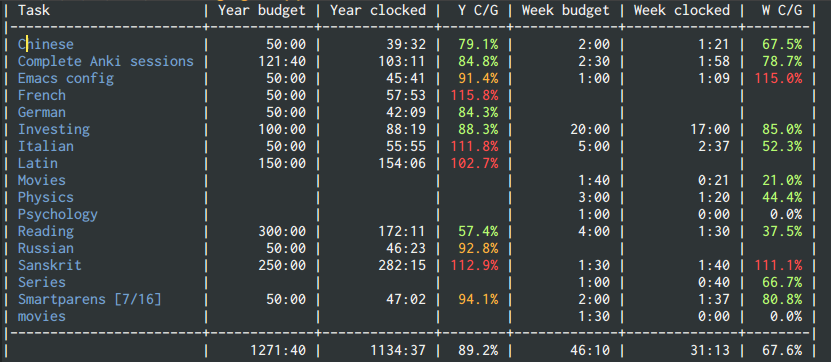 | Task | Year budget | Year clocked | Y C/G | Week budget | Week clocked | W C/G |
|----------------------+-------------+--------------+--------+-------------+--------------+--------|
| Chinese | 50:00 | 39:32 | 79.1% | 2:00 | 1:21 | 67.5% |
| Complete Anki sessions | 121:40 | 103:11 | 84.8% | 2:30 | 1:58 | 78.7% |
| Emacs config | 50:00 | 45:41 | 91.4% | 1:00 | 1:09 | 115.0% |
| French | 50:00 | 57:53 | 115.8% | | | |
| German | 50:00 | 42:09 | 84.3% | | | |
| Investing | 100:00 | 88:19 | 88.3% | 20:00 | 17:00 | 85.0% |
| Italian | 50:00 | 55:55 | 111.8% | 5:00 | 2:37 | 52.3% |
| Latin | 150:00 | 154:06 | 102.7% | | | |
| Movies | | | | 1:40 | 0:21 | 21.0% |
| Physics | | | | 3:00 | 1:20 | 44.4% |
| Psychology | | | | 1:00 | 0:00 | 0.0% |
| Reading | 300:00 | 172:11 | 57.4% | 4:00 | 1:30 | 37.5% |
| Russian | 50:00 | 46:23 | 92.8% | | | |
| Sanskrit | 250:00 | 282:15 | 112.9% | 1:30 | 1:40 | 111.1% |
| Series | | | | 1:00 | 0:40 | 66.7% |
| Smartparens [7/16] | 50:00 | 47:02 | 94.1% | 2:00 | 1:37 | 80.8% |
| movies | | | | 1:30 | 0:00 | 0.0% |
|----------------------+-------------+--------------+--------+-------------+--------------+--------|
| | 1271:40 | 1134:37 | 89.2% | 46:10 | 31:13 | 67.6% |